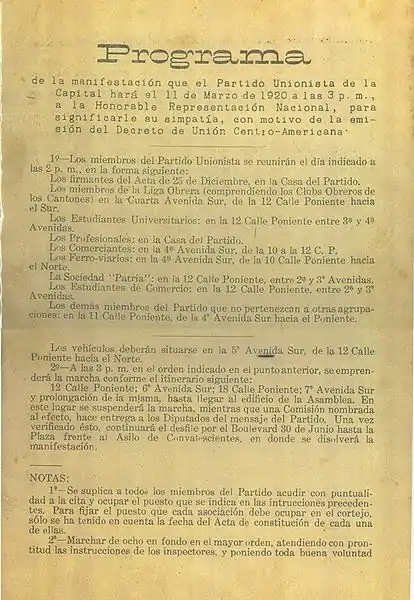 Programa
de la manifestación que el Partido Unionista de la
Capital hará el 11 de Marzo de 1920 a las 3 p. m.,
a la Honorable Representación Nacional, para
significarle su simpatía, con motivo de la emi-
sión del Decreto de Unión Centro-Americana·
1º—Los miembros del Partido Unionista se reunirán el día indicado a
las 2 p. m., en la forma siguiente:
Los firmantes del Acta de 25 de Diciembre, en la Casa del Partido.
Los miembros de la Liga Obrera (comprendiendo los Clubs Obreros de
los Cantones) en la Cuarta Avenida Sur, de la 12 Calle Poniente hacia
el Sur.
Los Estudiantes Universitarios: en la 12 Calle Poniente entre 3ª y 4ª
Avenidas.
Los Profesionales: en la Casa del Partido.
Los Comerciantes: en la 4ª Avenida Sur, de la 10 a la 12 C. P.
Los Ferro-viarios: en la 4ª Avenida Sur, de la 10 Calle Poniente hacia
el Norte.
La Sociedad "Patria": en la 12 Calle Poniente, entre 2ª y 3ª Avenidas.
Los Estudiantes de Comercio: en la 12 Calle Poniente, entre 2ª y 3ª
Avenidas.
Los demás miembros del Partido que no pertenezcan a otras agrupa-
ciones: en la 11 Calle Poniente, de la 4ª Avenida Sur hacia el Poniente.
Los vehículos deberán situarse en la 5ª Avenida Sur, de la 12 Calle
Poniente hacia el Norte.
2º—A las 3 p. m. en el orden indicado en el punto anterior, se empren-
derá la marcha conforme el itinerario siguiente:
12 Calle Poniente; 6ª Avenida Sur; 18 Calle Poniente; 7ª Avenida Sur
y prolongación de la misma, hasta llegar al edificio de la Asamblea. En
este lugar se suspenderá la marcha, mientras que una Comisión nombrada
al efecto, hace entrega a los Diputados del mensaje del Partido. Una vez
verificado ésto, continuará el desfile por el Boulevard 30 de Junio hasta la
Plaza frente al Asilo de Convalescientes, en donde se disolverá la
manifestación.
NOTAS:
1ª—Se suplica a todos los miembros del Partido acudir con puntuali-
dad a la cita y ocupar el puesto que se indica en las intrucciones preceden-
tes. Para fijar el puesto que cada asociación debe ocupar en el cortejo,
sólo se ha tenido en cuenta la fecha del Acta de constitución de cada una
de ellas.
2ª—Marchar de ocho en fondo en el mayor orden, atendiendo con pron-
titud las instrucciones de los inspectores, y poniendo toda buena voluntad